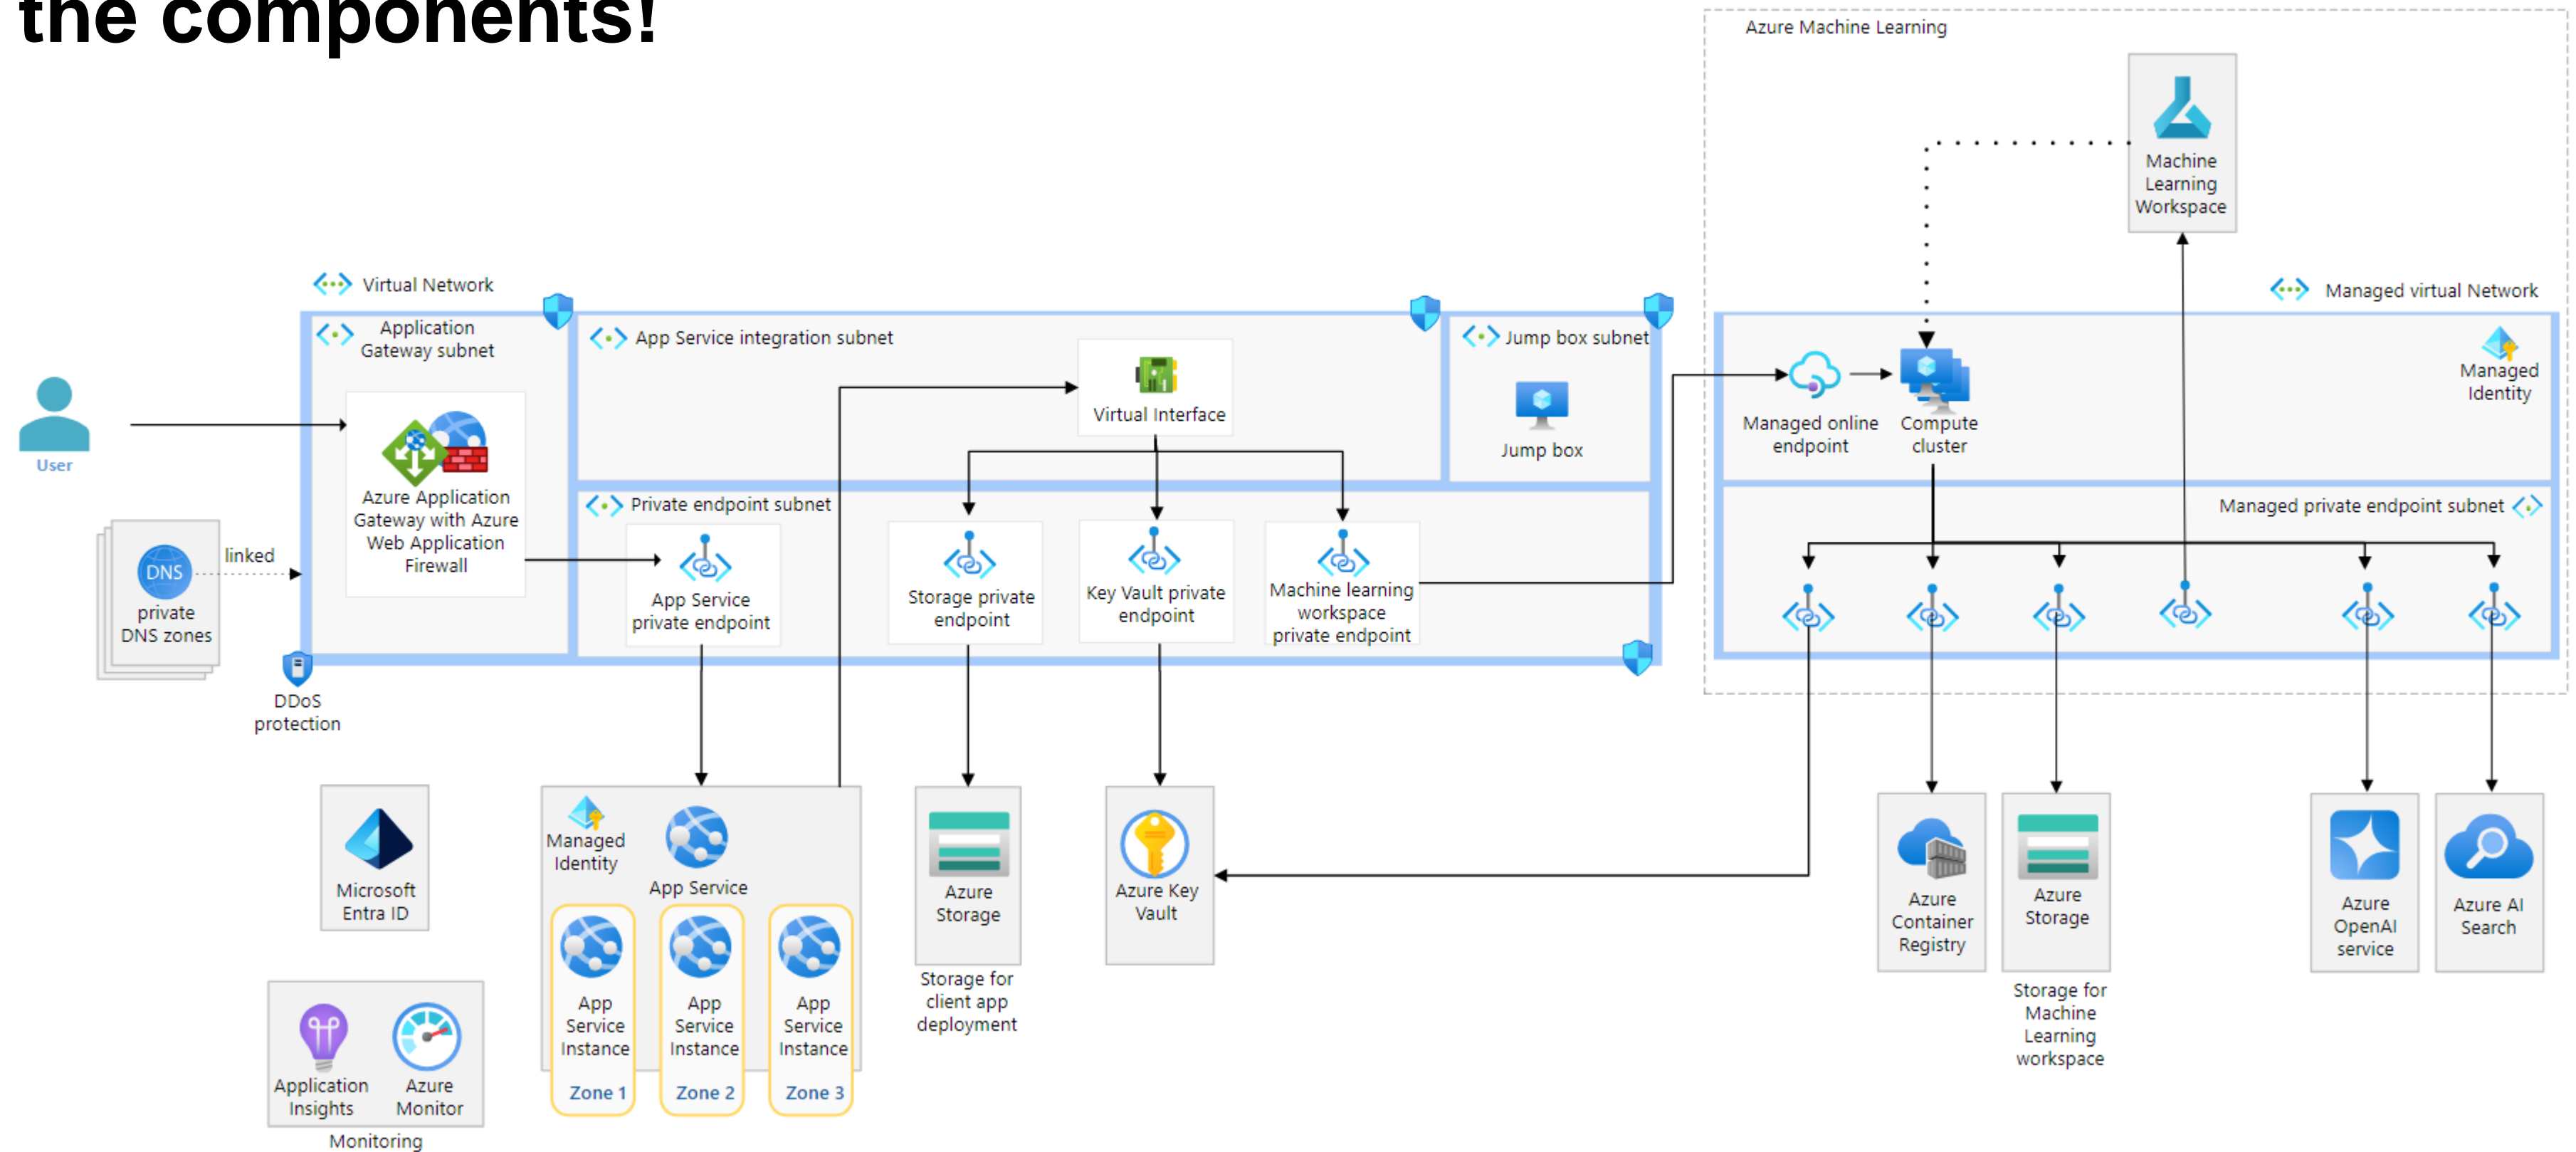 the components!
Azure Machine Learning
Machine
Learning
Workspace
Virtual Network
Managed virtual Network
Application
Gateway subnet
App Service integration subnet
Jump box subnet
Managed
Identity
User
Virtual Interface
Jump box
Managed online
endpoint
Compute
cluster
Azure Application
Gateway with Azure
Web Application
Firewall
Private endpoint subnet
Managed private endpoint subnet
linked
DNS
private
DNS zones
App Service
private endpoint
Storage private
endpoint
Key Vault private
endpoint
Machine learning
workspace
private endpoint
DDoS
protection
Microsoft
Entra ID
Managed
Identity
App Service
App
Service
Instance
Zone 1
App
Service
Instance
Zone 2
App
Service
Instance
Zone 3
Azure
Storage
Storage for
client app
deployment
Azure Key
Vault
Azure
Container
Registry
Azure
Storage
Storage for
Machine
Learning
workspace
Azure
OpenAI
service
Azure AI
Search
Application
Insights
Azure
Monitor
Monitoring